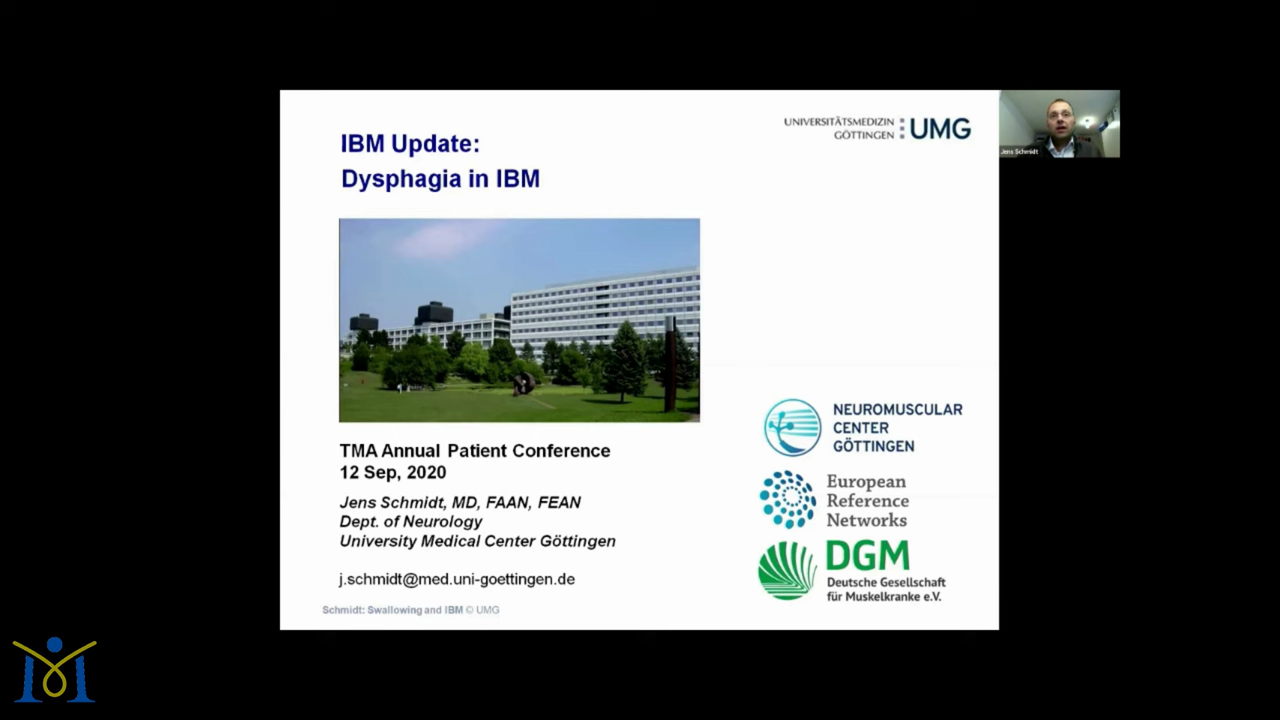 IBM Update:
Dysphagia in IBM
UNIVERSITÄTSMEDIZIN
GÖTTINGEN
UMG
Jens Schmidt
TMA Annual Patient Conference
12 Sep, 2020
Jens Schmidt, MD, FAAN, FEAN
Dept. of Neurology
University Medical Center Göttingen
j.schmidt@med.uni-goettingen.de
Schmidt: Swallowing and IBM © UMG
NEUROMUSCULAR
CENTER
GÖTTINGEN
European
Reference
Networks
DGM
Deutsche Gesellschaft
für Muskelkranke e.V.